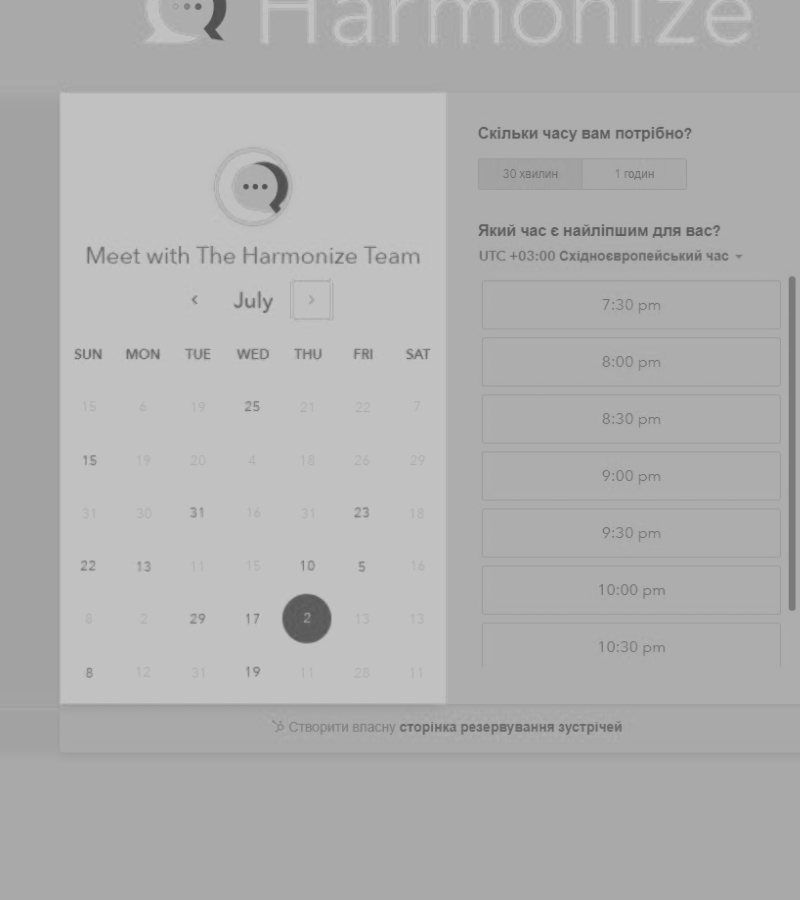 Harmonize
Meet with The Harmonize Team
‹ July ›
SUN MON TUE WED THU FRI SAT
15 6 19 25 21 22 7
15 19 20 4 18 26 29
31 30 31 16 31 23 18
22 13 11 15 10 5 16
8 2 29 17 2 13 13
8 12 31 19 11 28 11
Скільки часу вам потрібно?
30 хвилин 1 годин
Який час є найліпшим для вас?
UTC +03:00 Східноєвропейський час
7:30 pm
8:00 pm
8:30 pm
9:00 pm
9:30 pm
10:00 pm
10:30 pm
Створити власну сторінка резервування зустрічей